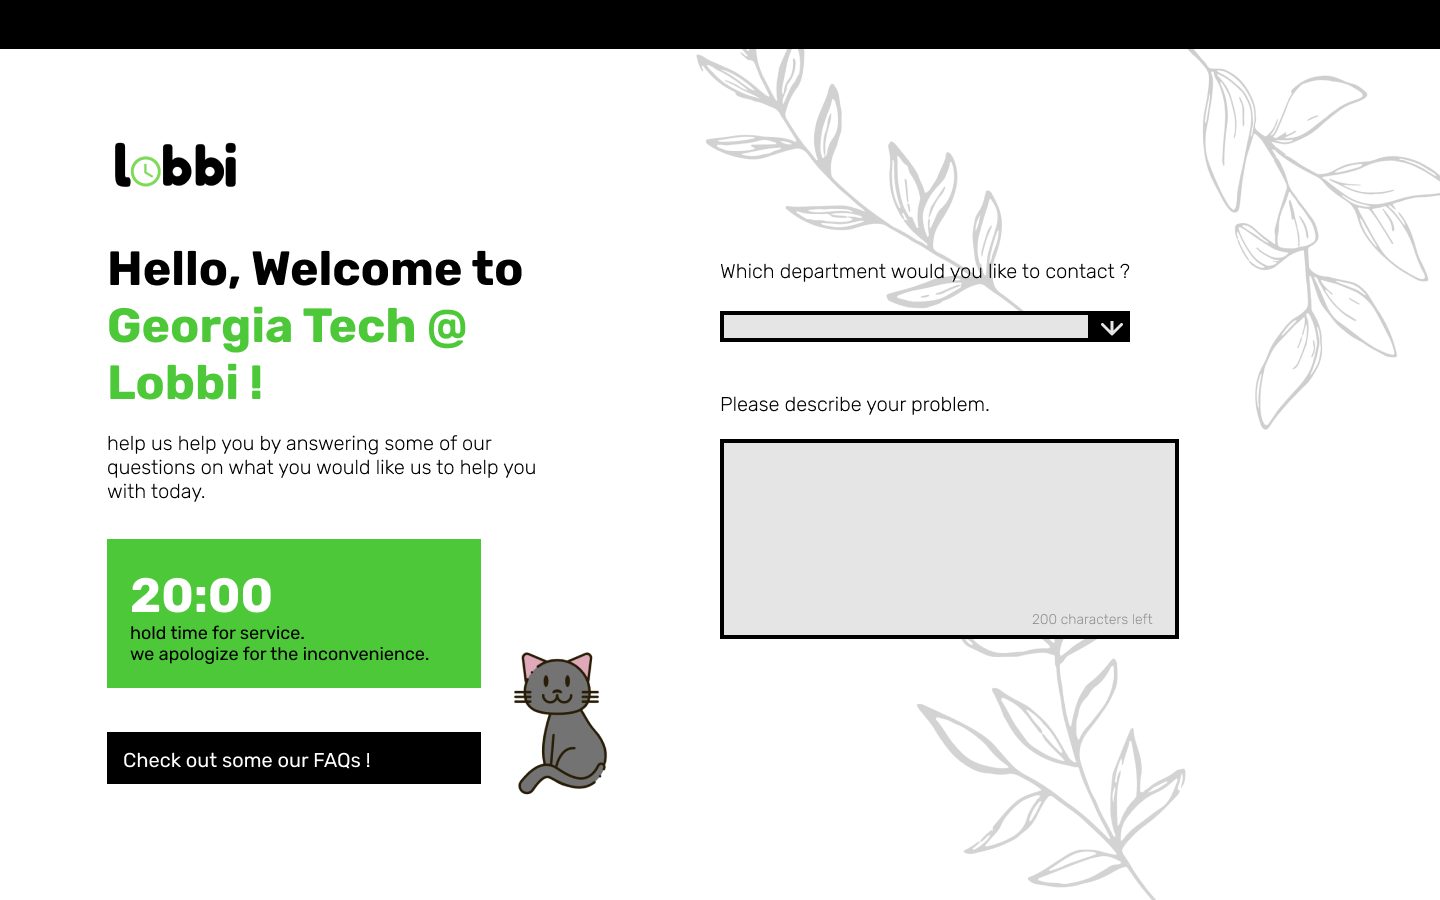 lobbi
Hello, Welcome to
Georgia Tech @
Lobbi !
help us help you by answering some of our
questions on what you would like us to help you
with today.
20:00
hold time for service.
we apologize for the inconvenience.
Check out some our FAQs !
Which department would you like to contact ?
Please describe your problem.
200 characters left